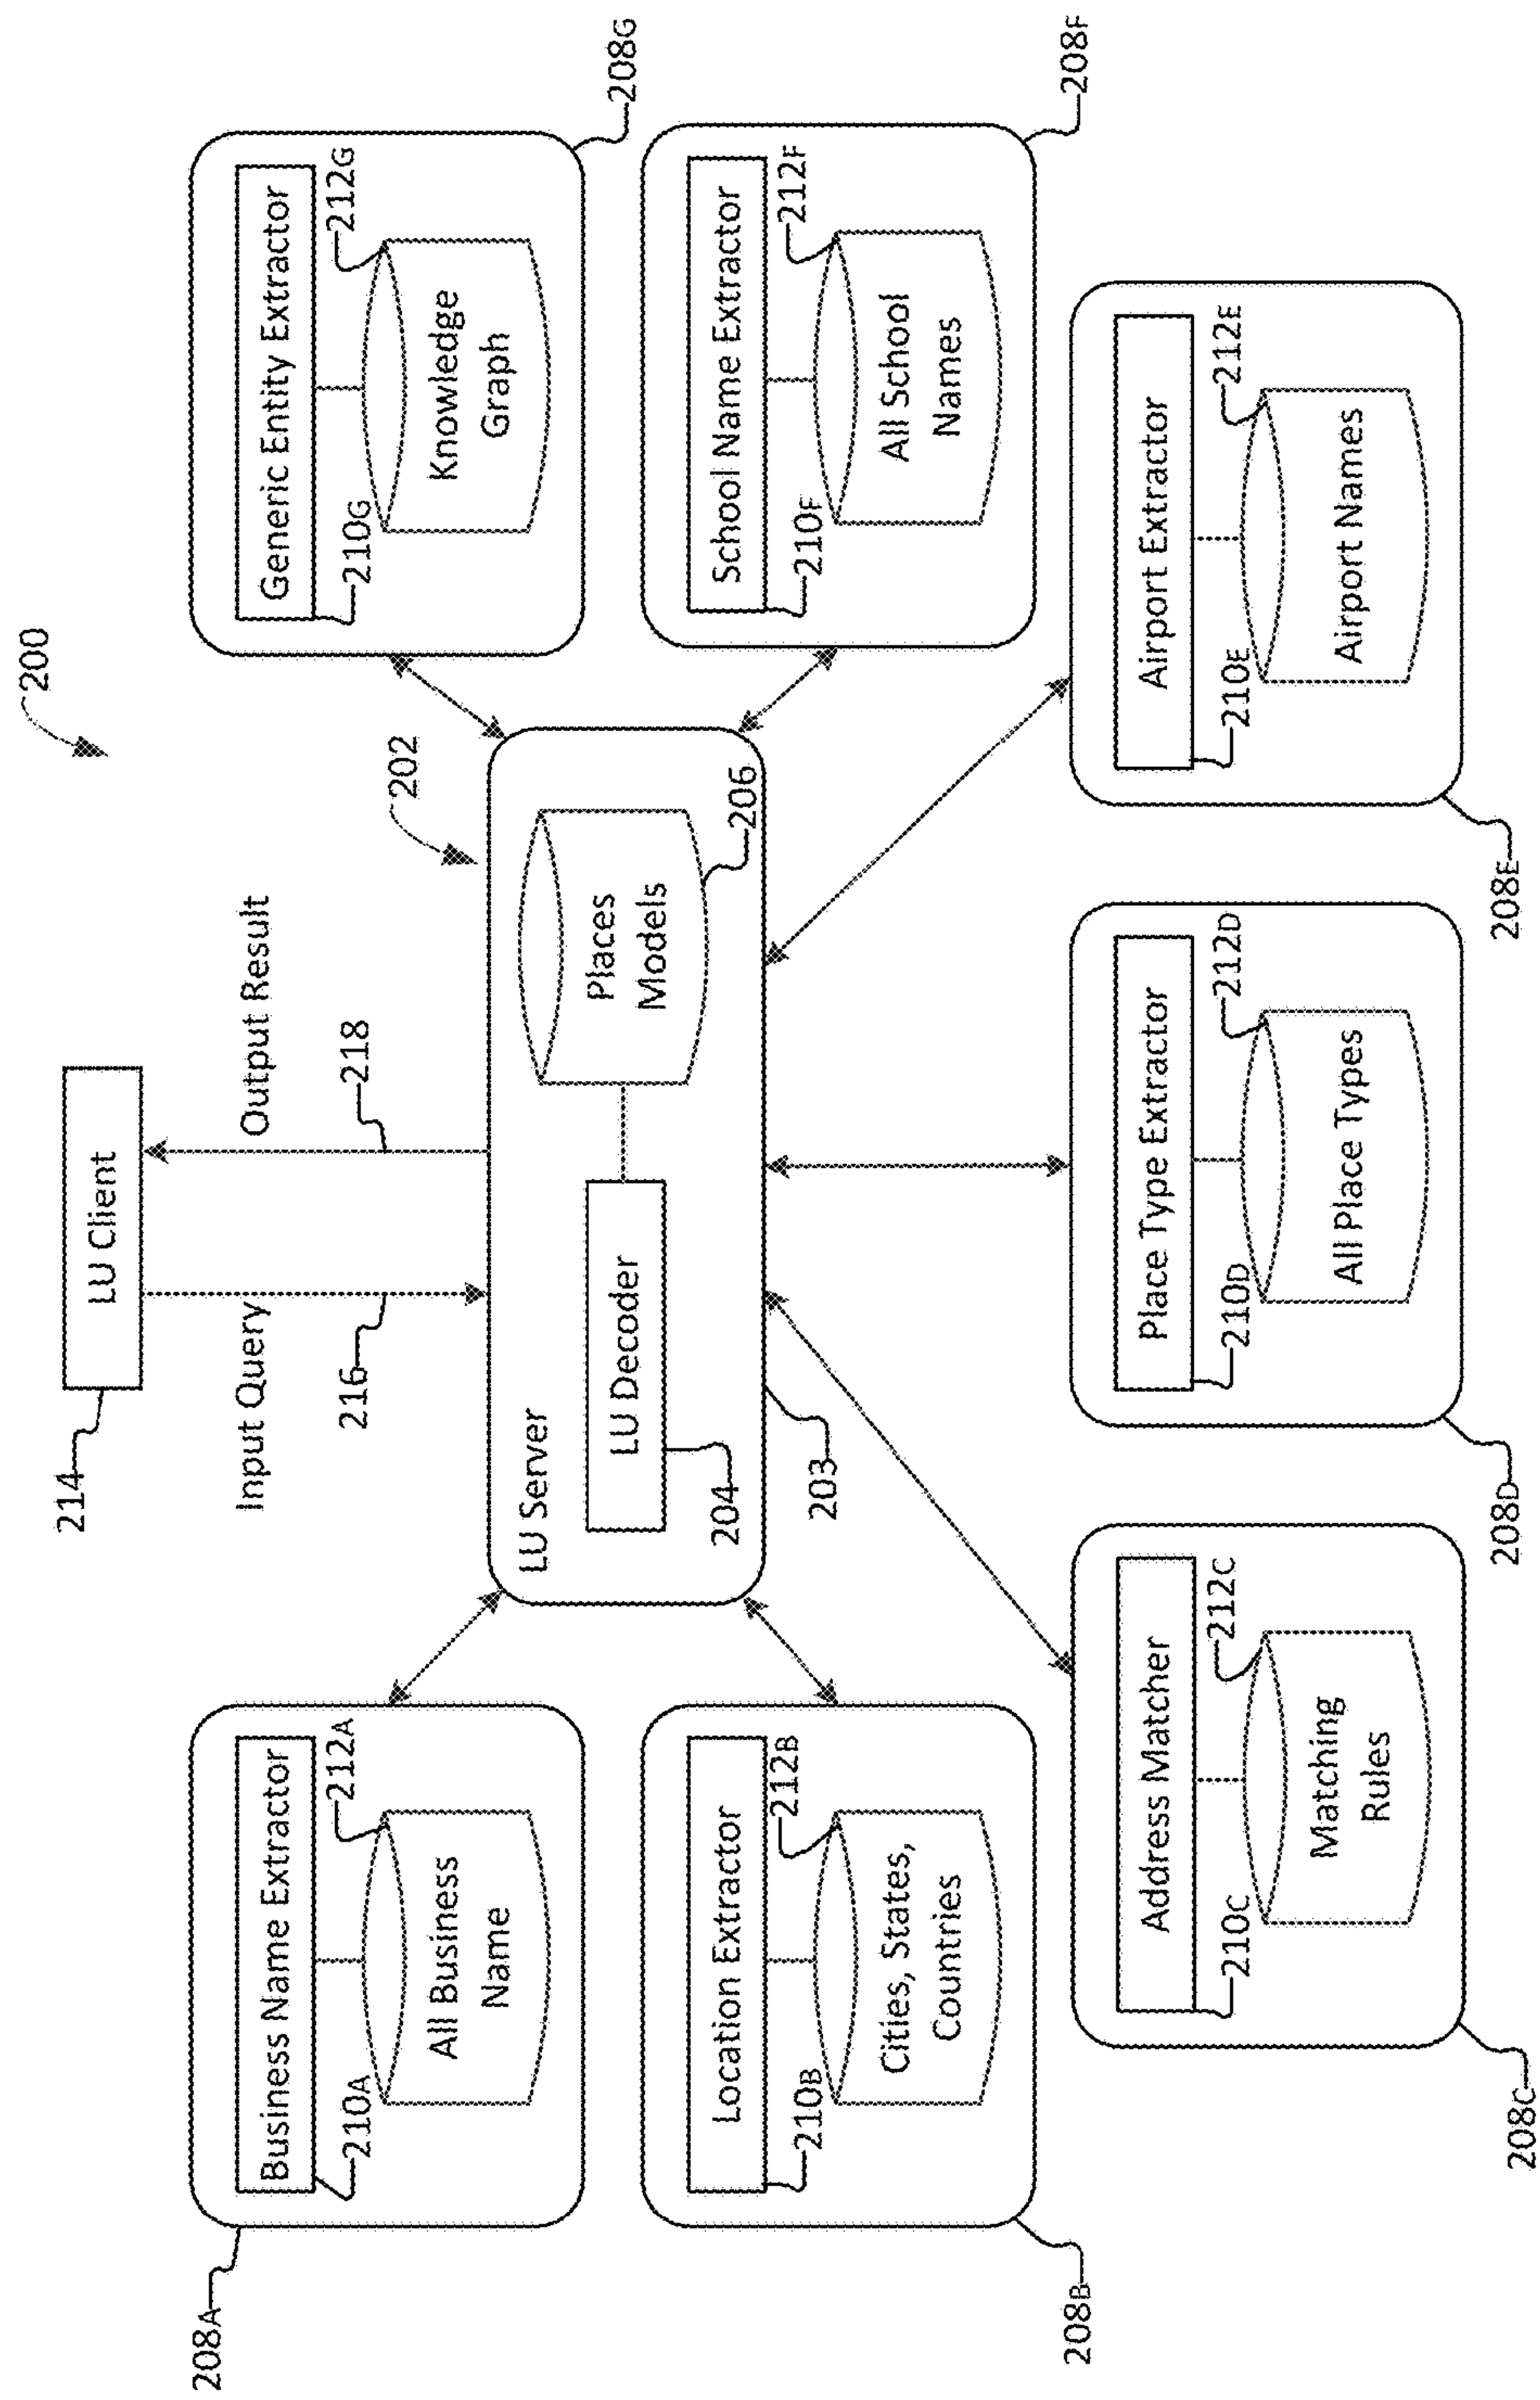 200
LU Client
214
Input Query
216
Output Result
218
202
LU Server
LU Decoder
204
Places
Models
206
203
Business Name Extractor
210A
212A
All Business
Name
208A
Location Extractor
210B
212B
Cities, States,
Countries
208B
Address Matcher
210C
212C
Matching
Rules
208C
Place Type Extractor
210D
212D
All Place Types
208D
Airport Extractor
210E
212E
Airport Names
208E
School Name Extractor
210F
212F
All School
Names
208F
Generic Entity Extractor
210G
212G
Knowledge
Graph
208G